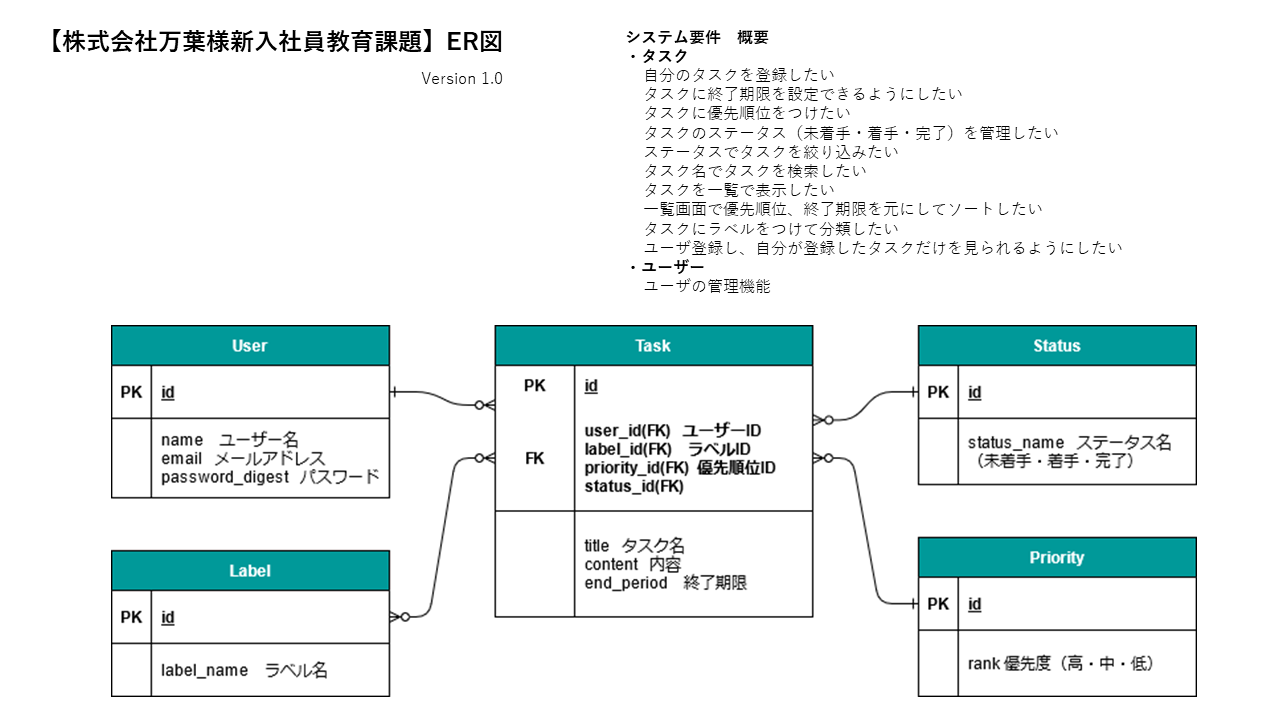 【株式会社万葉様新入社員教育課題】ER図
Version 1.0
システム要件　概要
・タスク
自分のタスクを登録したい
タスクに終了期限を設定できるようにしたい
タスクに優先順位をつけたい
タスクのステータス（未着手・着手・完了）を管理したい
ステータスでタスクを絞り込みたい
タスク名でタスクを検索したい
タスクを一覧で表示したい
一覧画面で優先順位、終了期限を元にしてソートしたい
タスクにラベルをつけて分類したい
ユーザ登録し、自分が登録したタスクだけを見られるようにしたい
・ユーザー
ユーザの管理機能
User
PK id
name　ユーザー名
email　メールアドレス
password_digest　パスワード
Label
PK id
label_name　ラベル名
Task
PK id
FK
user_id(FK)　ユーザーID
label_id(FK)　ラベルID
priority_id(FK)　優先順位ID
status_id(FK)
title　タスク名
content　内容
end_period　終了期限
Status
PK id
status_name　ステータス名
（未着手・着手・完了）
Priority
PK id
rank 優先度（高・中・低）